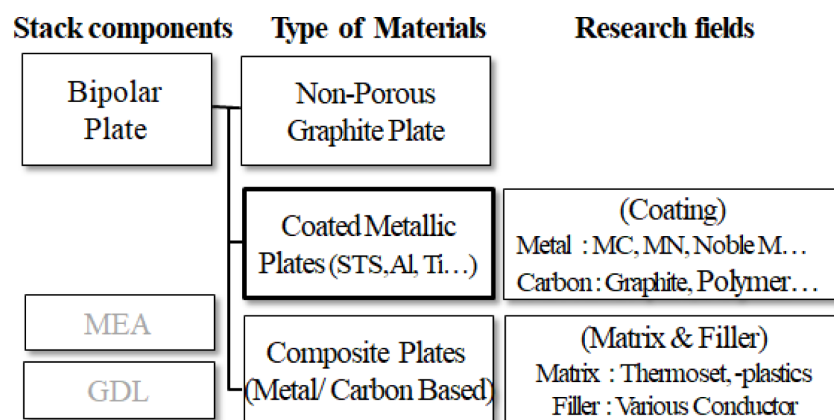 Stack components Type of Materials Research fields
Bipolar
Plate
Non-Porous
Graphite Plate
Coated Metallic
Plates (STS,Al, Ti…)
(Coating)
Metal : MC, MN, Noble M…
Carbon : Graphite, Polymer…
MEA
GDL
Composite Plates
(Metal/ Carbon Based)
(Matrix & Filler)
Matrix : Thermoset, -plastics
Filler : Various Conductor